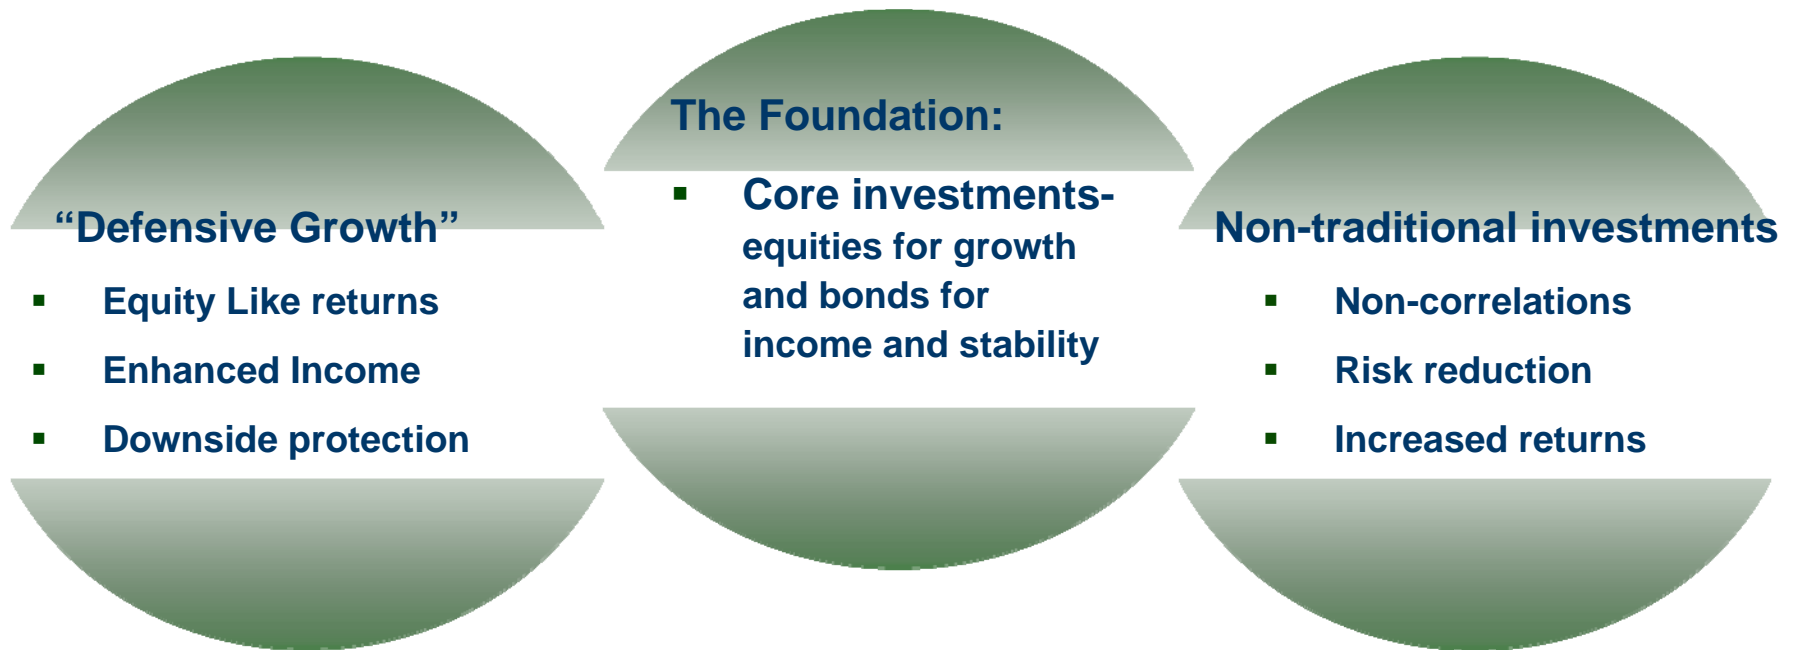 “Defensive Growth”
▪ Equity Like returns
▪ Enhanced Income
▪ Downside protection
The Foundation:
▪ Core investments-
equities for growth
and bonds for
income and stability
Non-traditional investments
▪ Non-correlations
▪ Risk reduction
▪ Increased returns